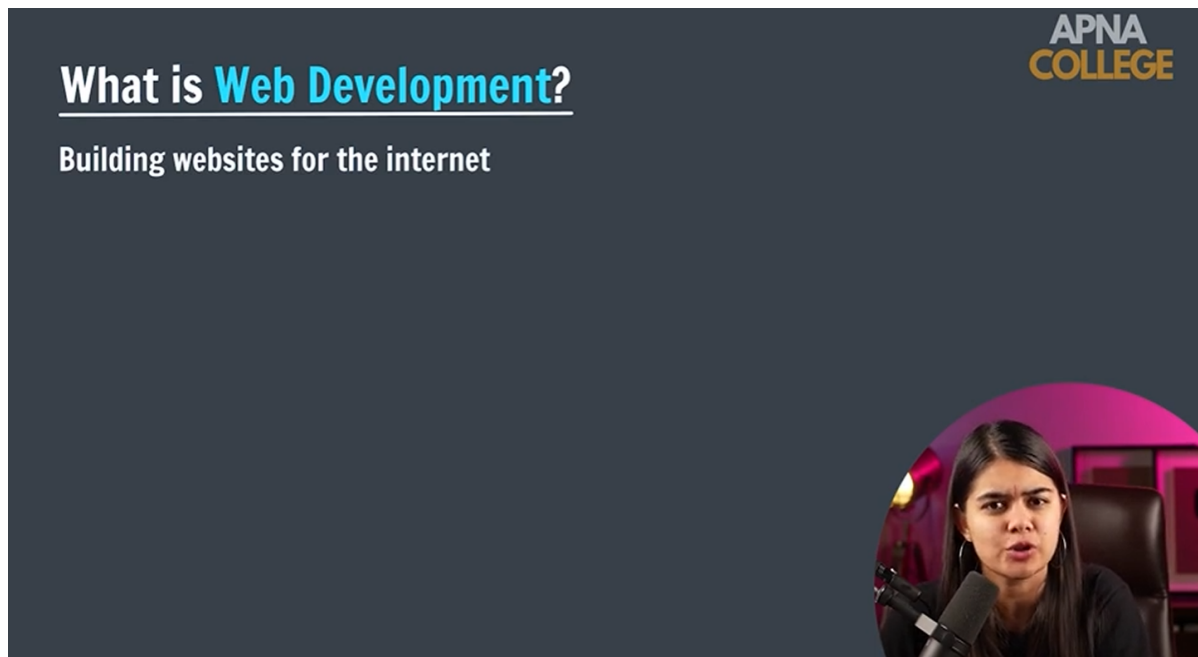 What is Web Development?
Building websites for the internet
APNA
COLLEGE